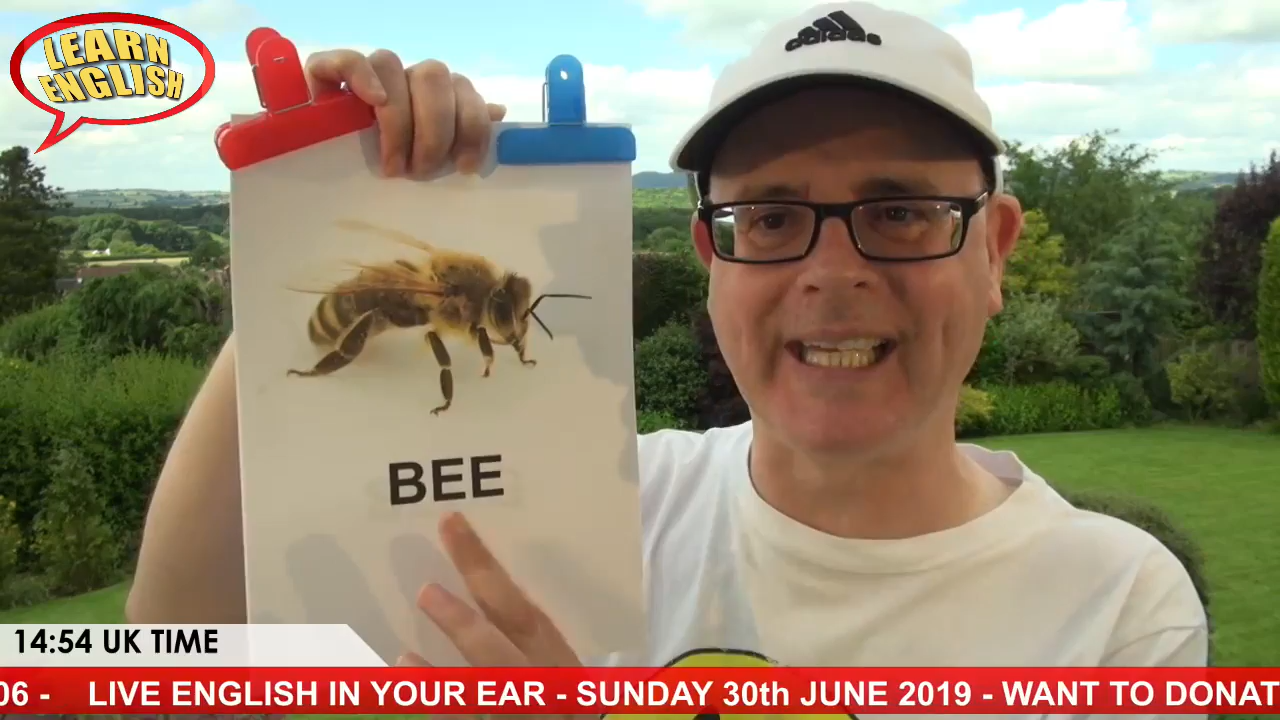 LEARN
ENGLISH
adidas
BEE
14:54 UK TIME
06 - LIVE ENGLISH IN YOUR EAR - SUNDAY 30th JUNE 2019 - WANT TO DONAT